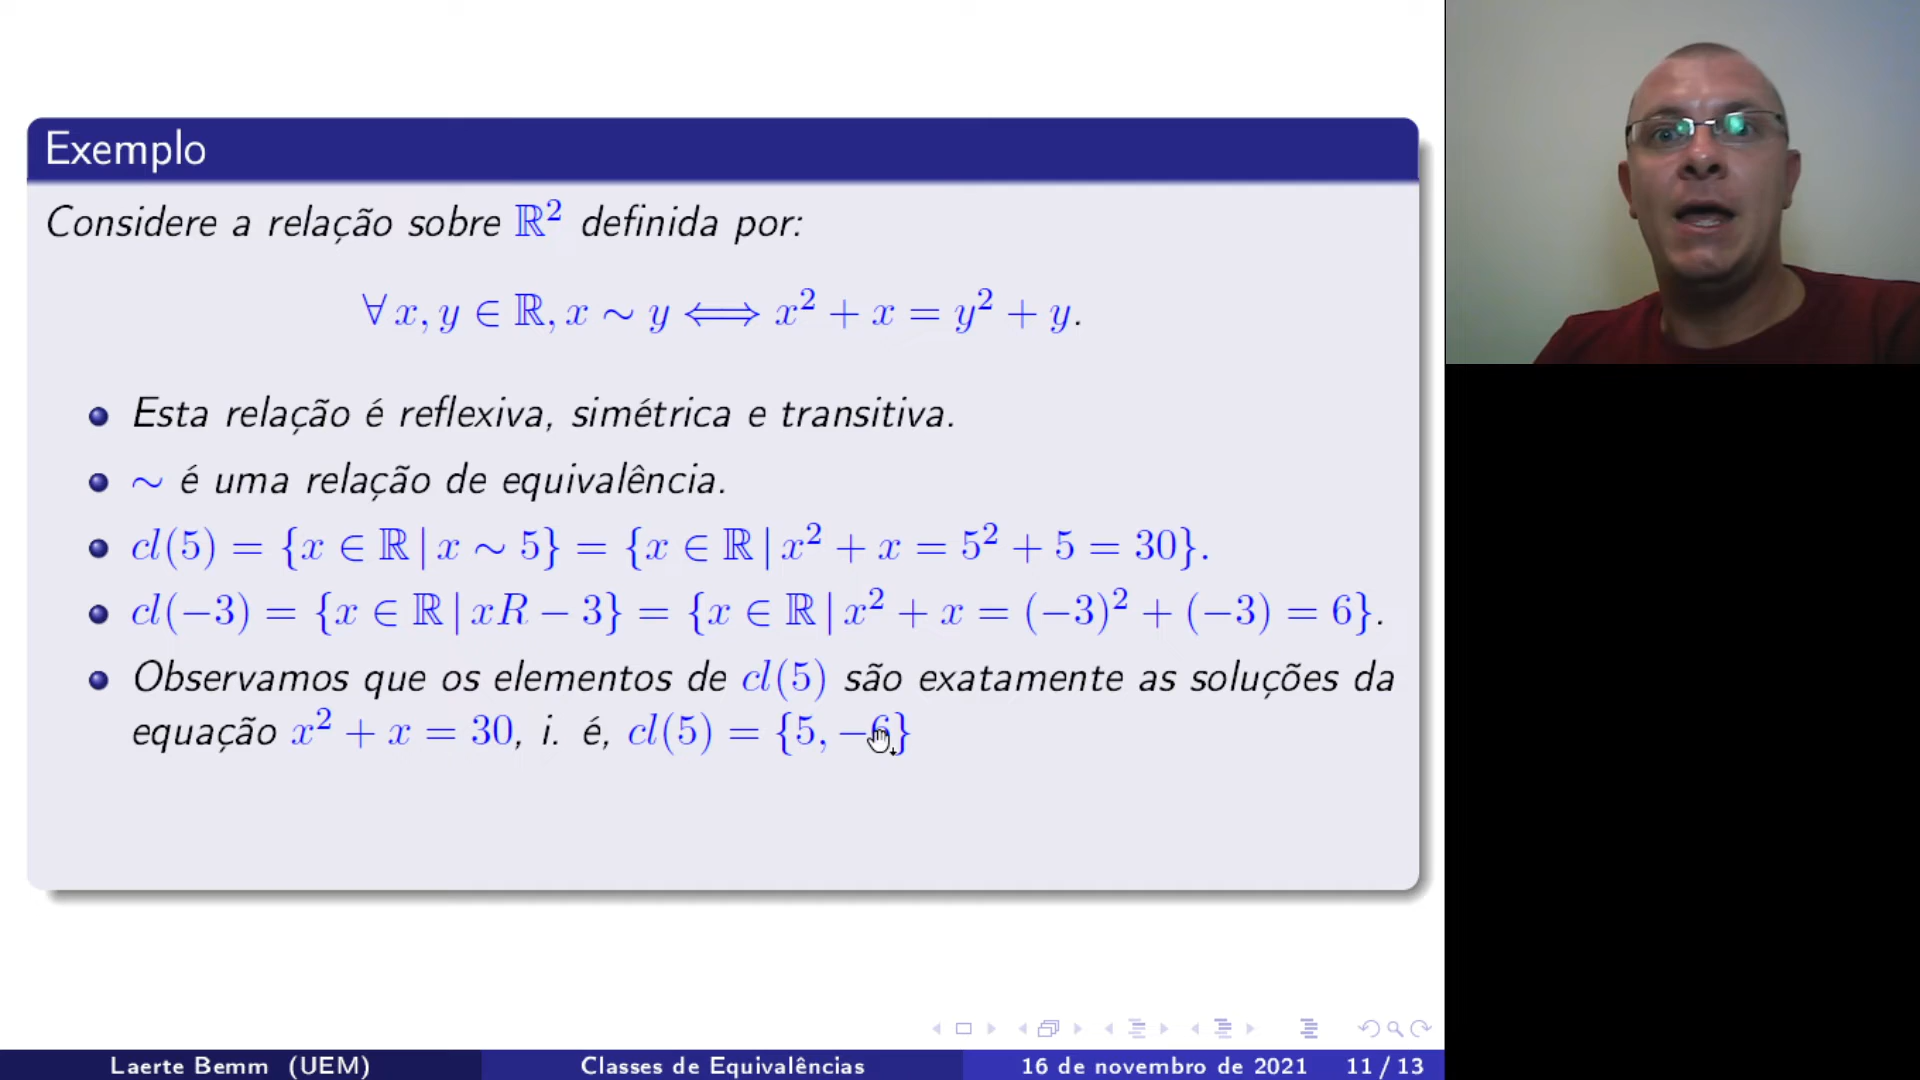 Exemplo
Considere a relação sobre ℝ² definida por:
∀ x, y ∈ ℝ, x ∼ y ⟺ x² + x = y² + y.
Esta relação é reflexiva, simétrica e transitiva.
∼ é uma relação de equivalência.
cl(5) = {x ∈ ℝ | x ∼ 5} = {x ∈ ℝ | x² + x = 5² + 5 = 30}.
cl(−3) = {x ∈ ℝ | xR − 3} = {x ∈ ℝ | x² + x = (−3)² + (−3) = 6}.
Observamos que os elementos de cl(5) são exatamente as soluções da
equação x² + x = 30, i. é, cl(5) = {5, −6}
Laerte Bemm (UEM) Classes de Equivalências 16 de novembro de 2021 11 / 13